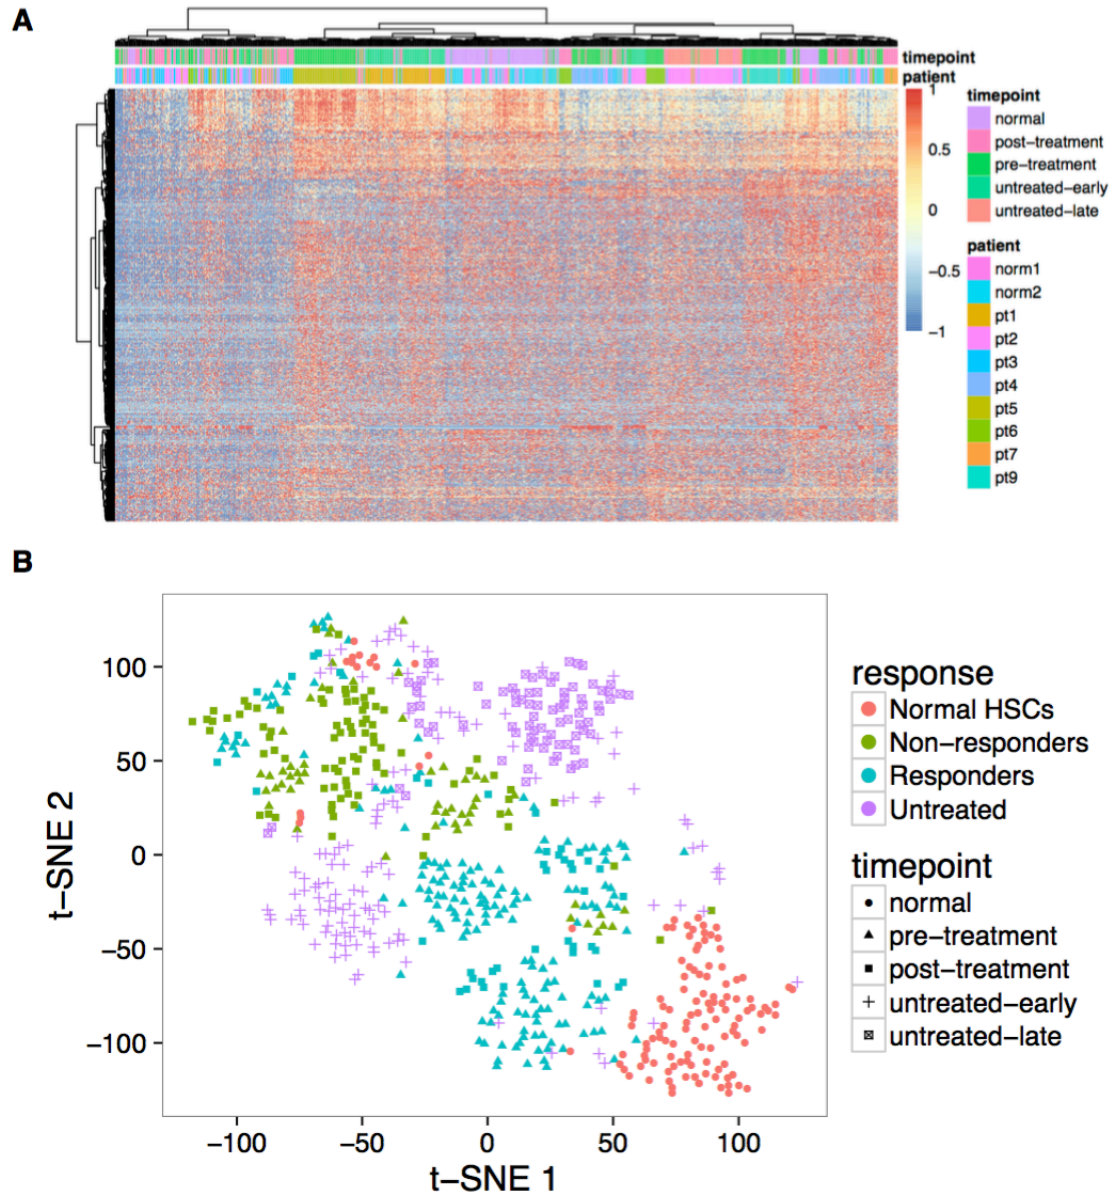 A
timepoint
patient
1
0.5
0
−0.5
−1
timepoint
normal
post−treatment
pre−treatment
untreated−early
untreated−late
patient
norm1
norm2
pt1
pt2
pt3
pt4
pt5
pt6
pt7
pt9
B
100
50
0
−50
−100
t−SNE 2
−100 −50 0 50 100
t−SNE 1
response
Normal HSCs
Non−responders
Responders
Untreated
timepoint
normal
pre−treatment
post−treatment
untreated−early
untreated−late